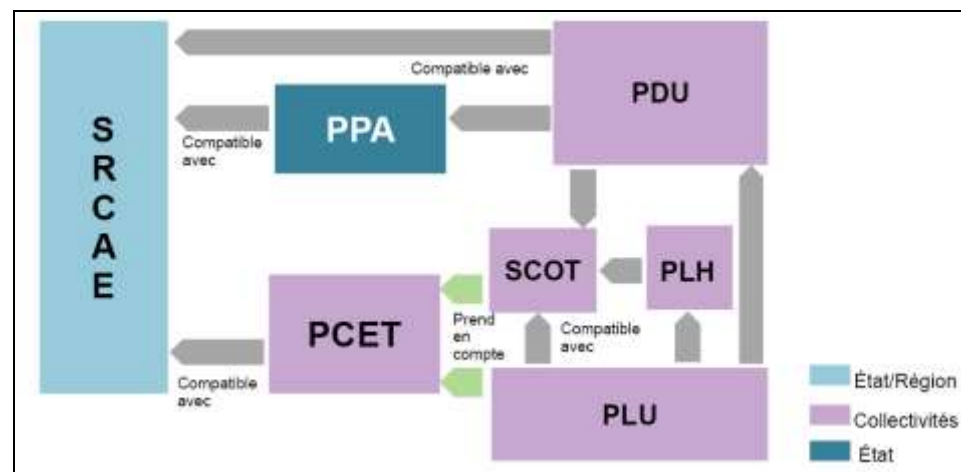 S
R
C
A
E
Compatible avec
PDU
PPA
Compatible
avec
SCOT
PLH
PCET
Prend
en
compte
Compatible
avec
Compatible
avec
PLU
État/Région
Collectivités
État